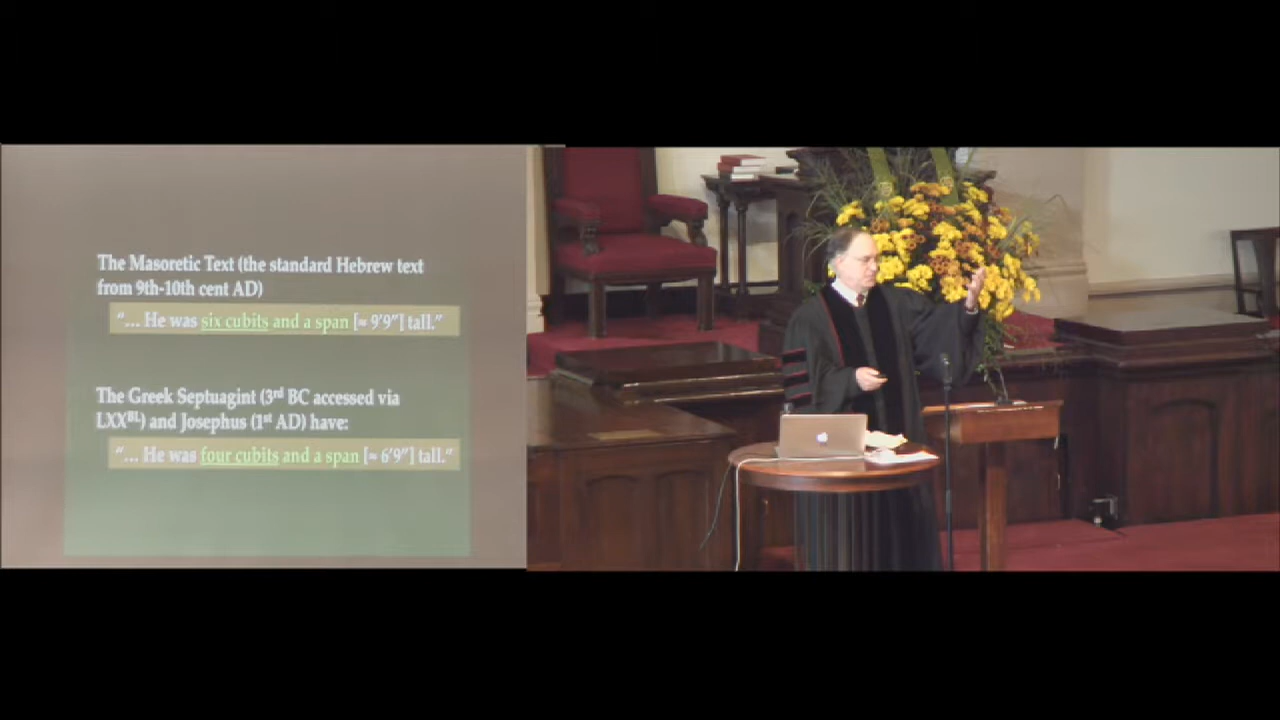 The Masoretic Text (the standard Hebrew text
from 9th-10th cent AD)
“... He was six cubits and a span [≈ 9′9″] tall.”
The Greek Septuagint (3rd BC accessed via
LXXBL) and Josephus (1st AD) have:
“... He was four cubits and a span [≈ 6′9″] tall.”